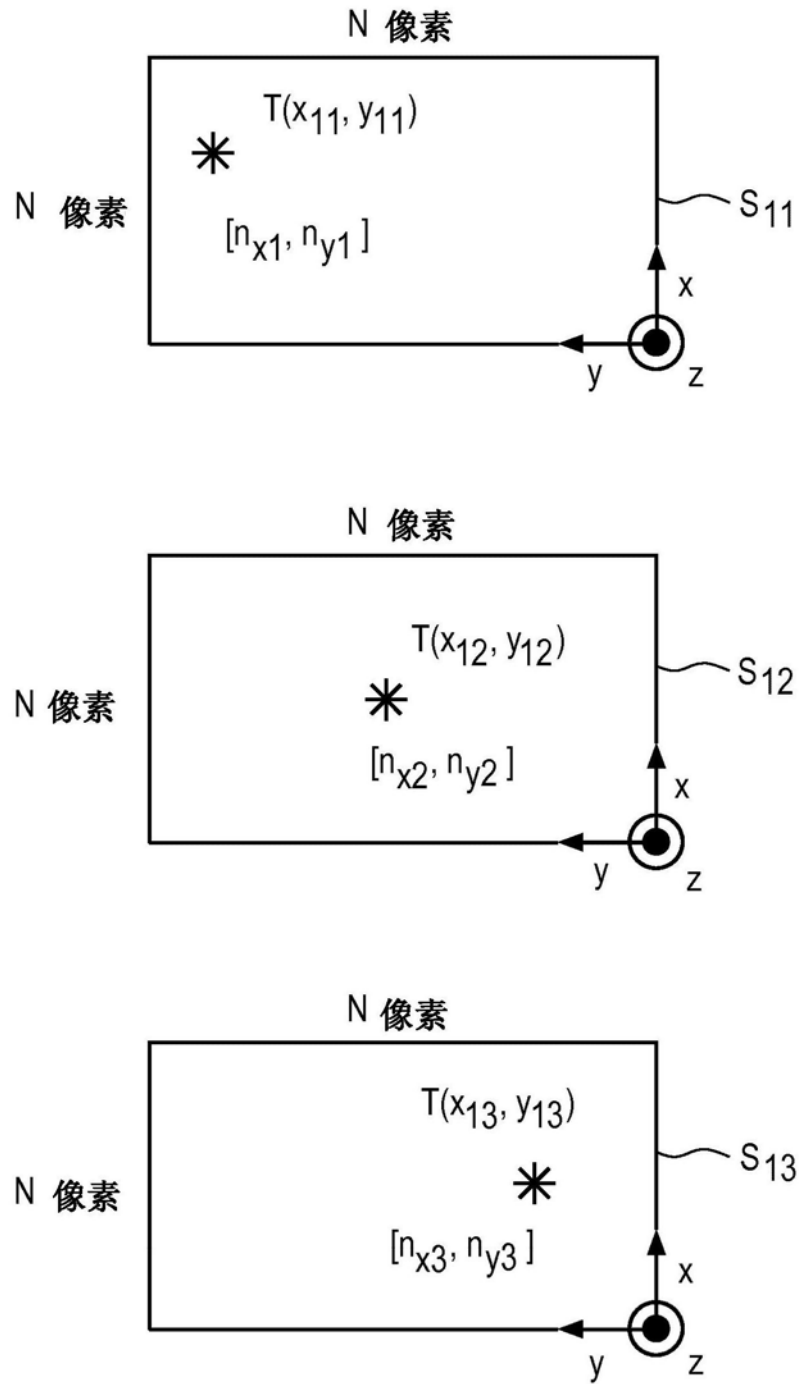 N 像素
T(x11, y11)
N 像素
[nx1, ny1]
S11
x
y
z
N 像素
T(x12, y12)
N 像素
[nx2, ny2]
S12
x
y
z
N 像素
T(x13, y13)
N 像素
[nx3, ny3]
S13
x
y
z